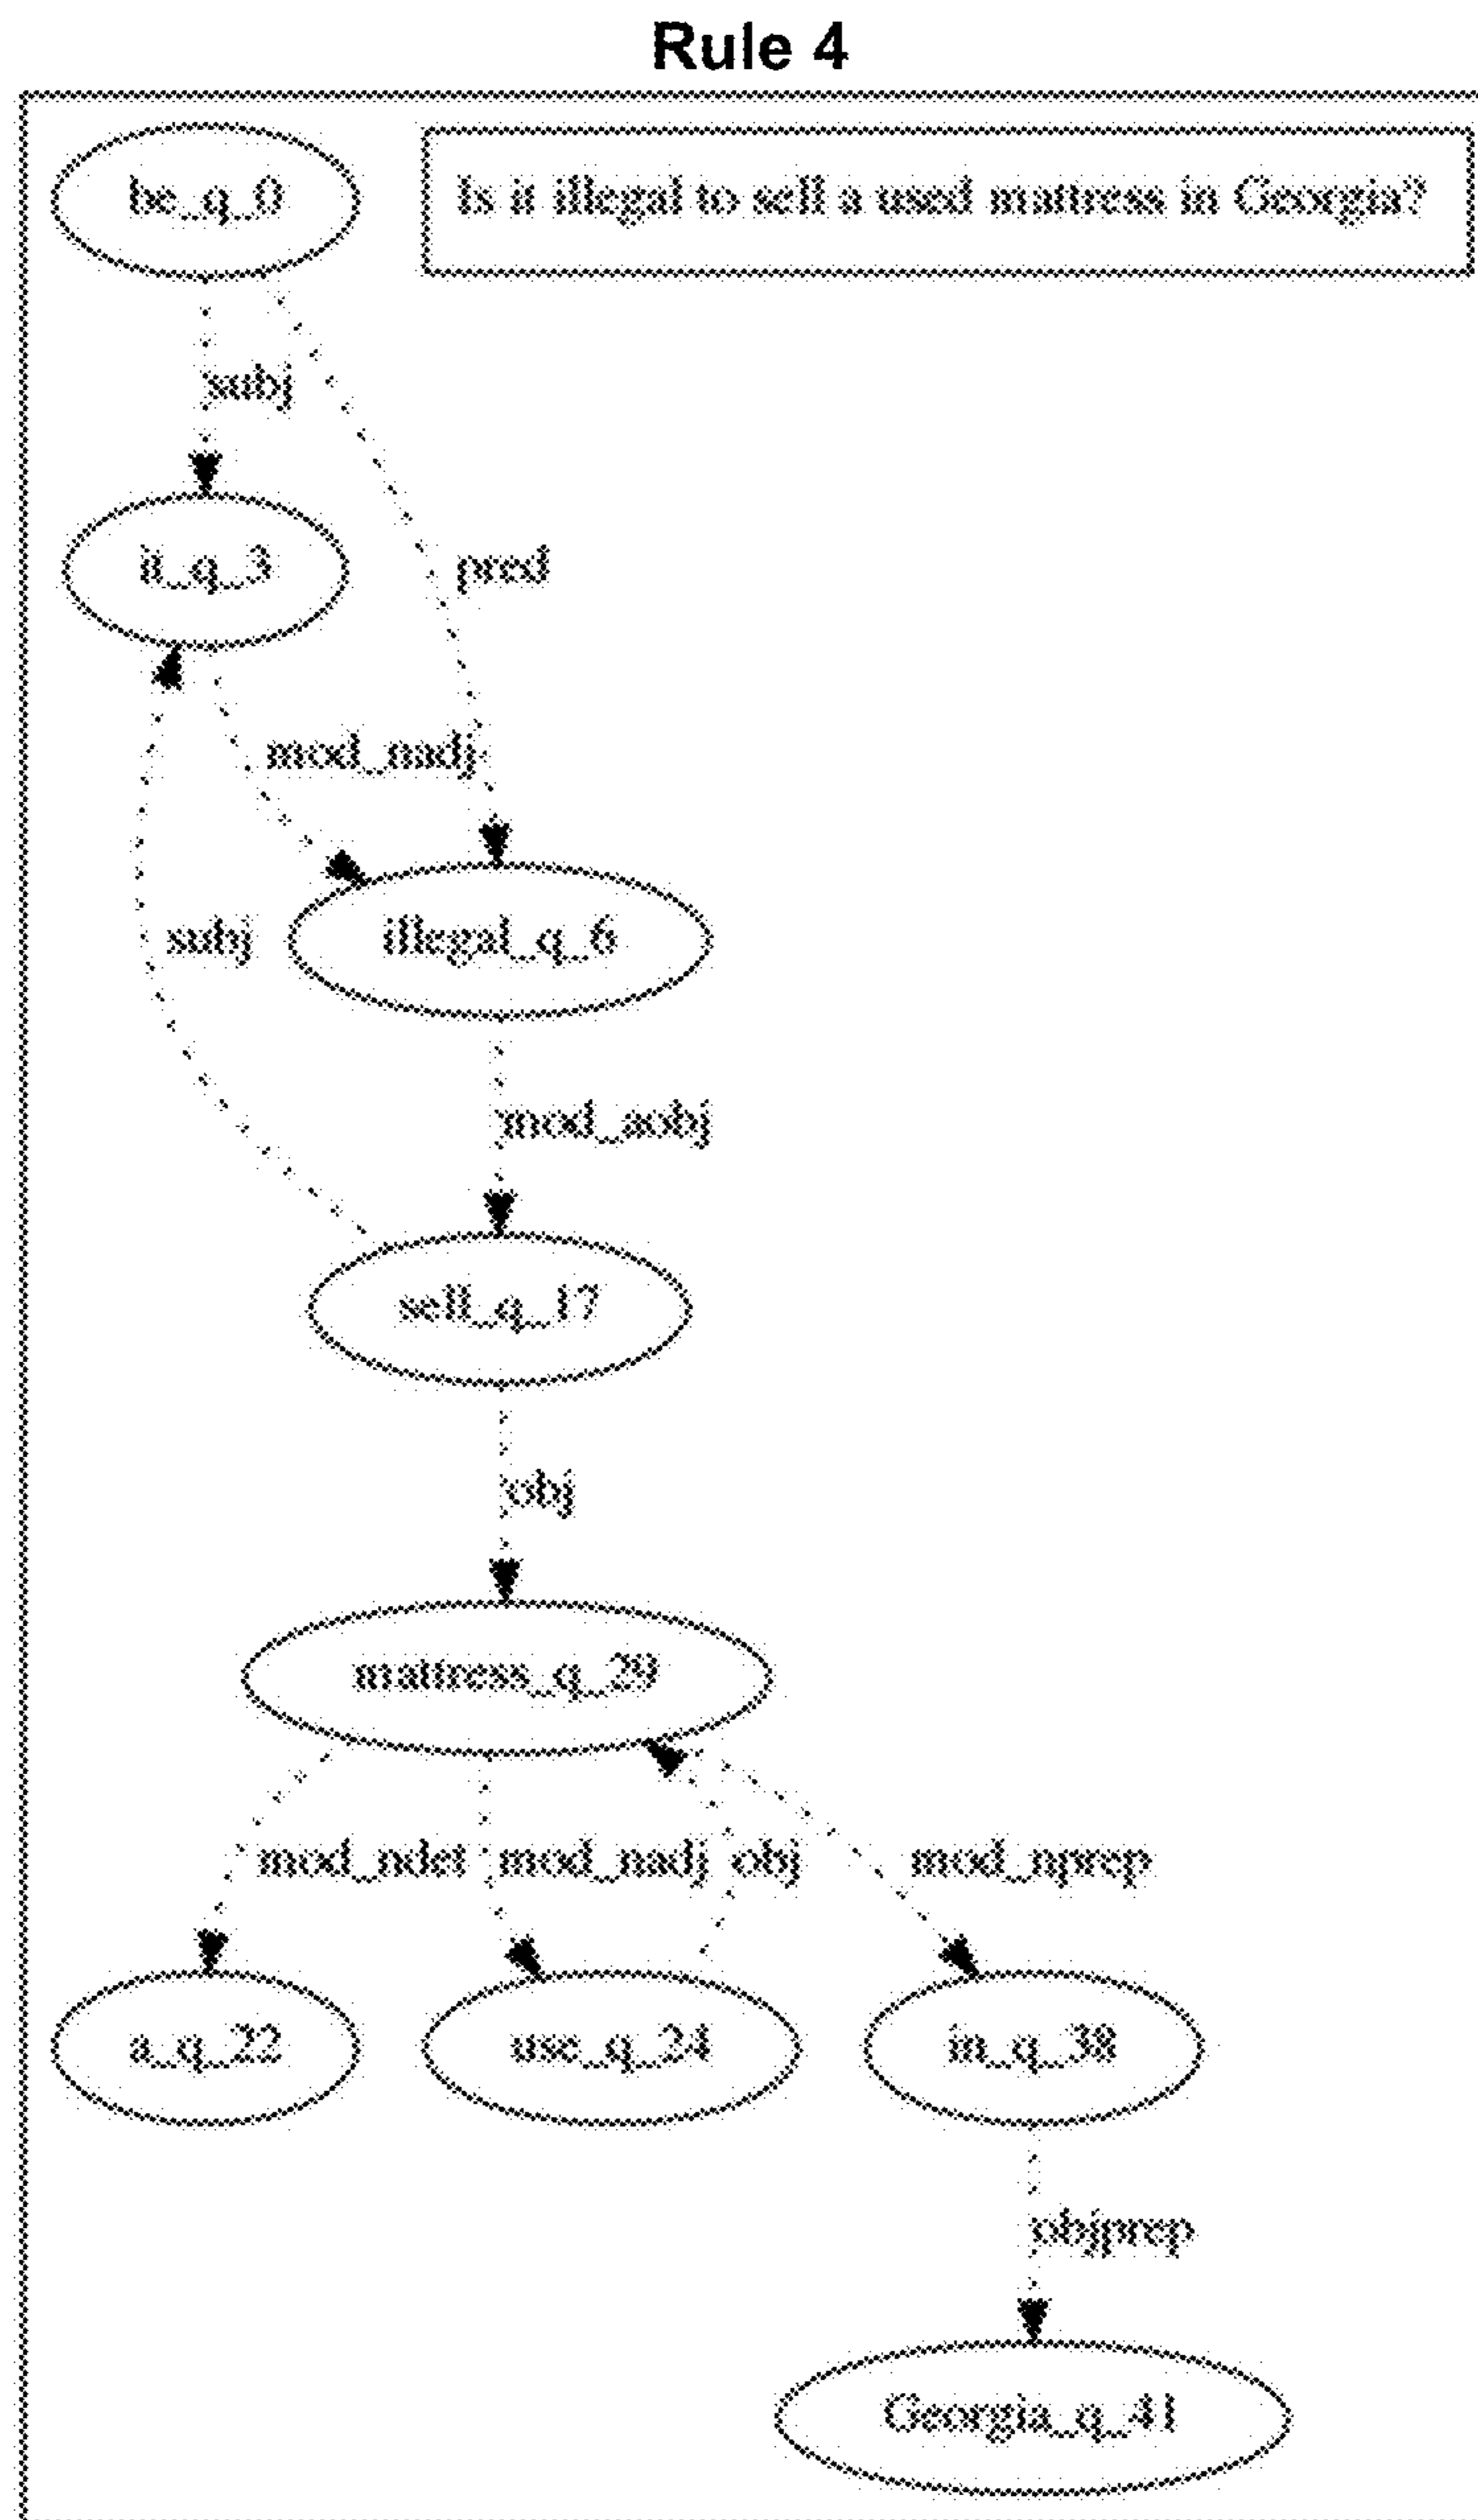 Rule 4
be_q_0
Is it illegal to sell a used mattress in Georgia?
subj
it_q_3
pred
mod_nadj
subj
illegal_q_6
mod_aobj
sell_q_17
obj
mattress_q_29
mod_ndet mod_nadj obj mod_nprep
a_q_22 use_q_24 in_q_38
objprep
Georgia_q_41